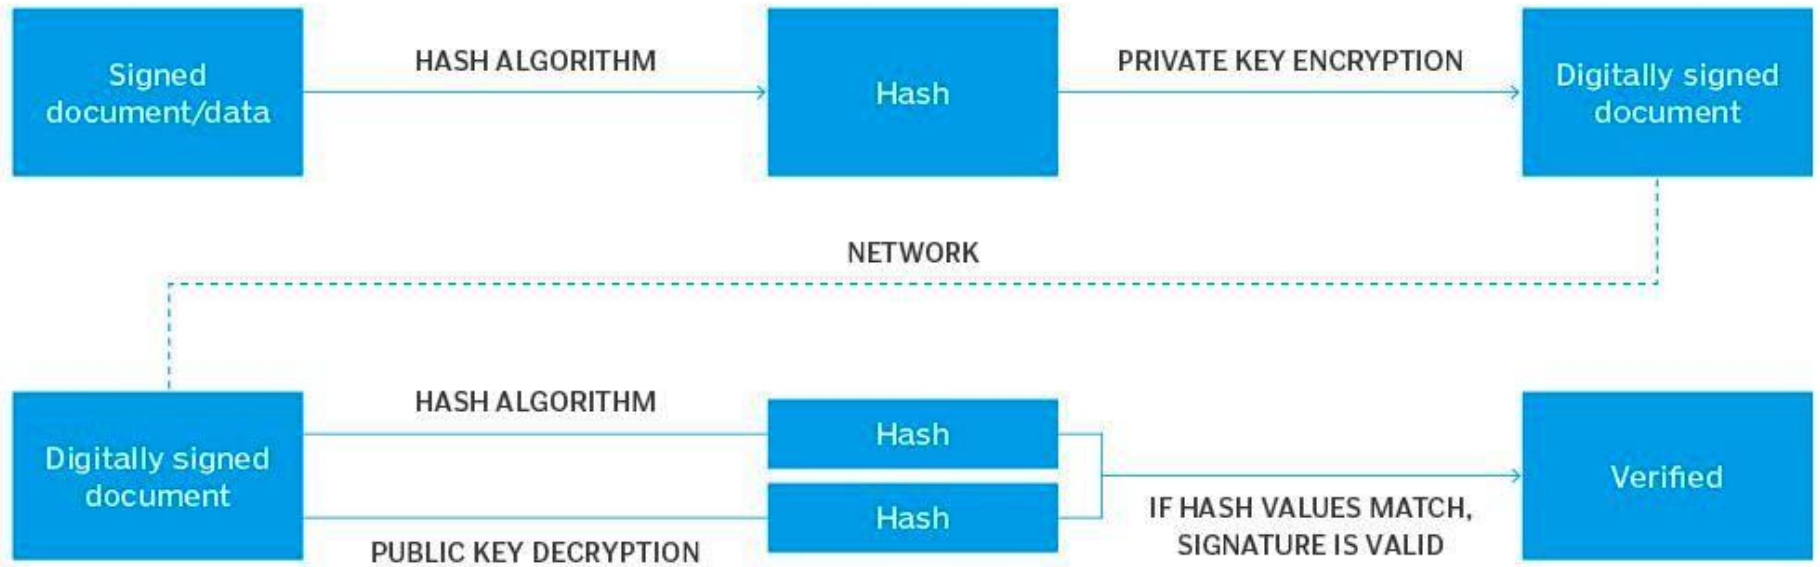 Signed
document/data
HASH ALGORITHM
Hash
PRIVATE KEY ENCRYPTION
Digitally signed
document
NETWORK
Digitally signed
document
HASH ALGORITHM
Hash
Hash
PUBLIC KEY DECRYPTION
IF HASH VALUES MATCH,
SIGNATURE IS VALID
Verified